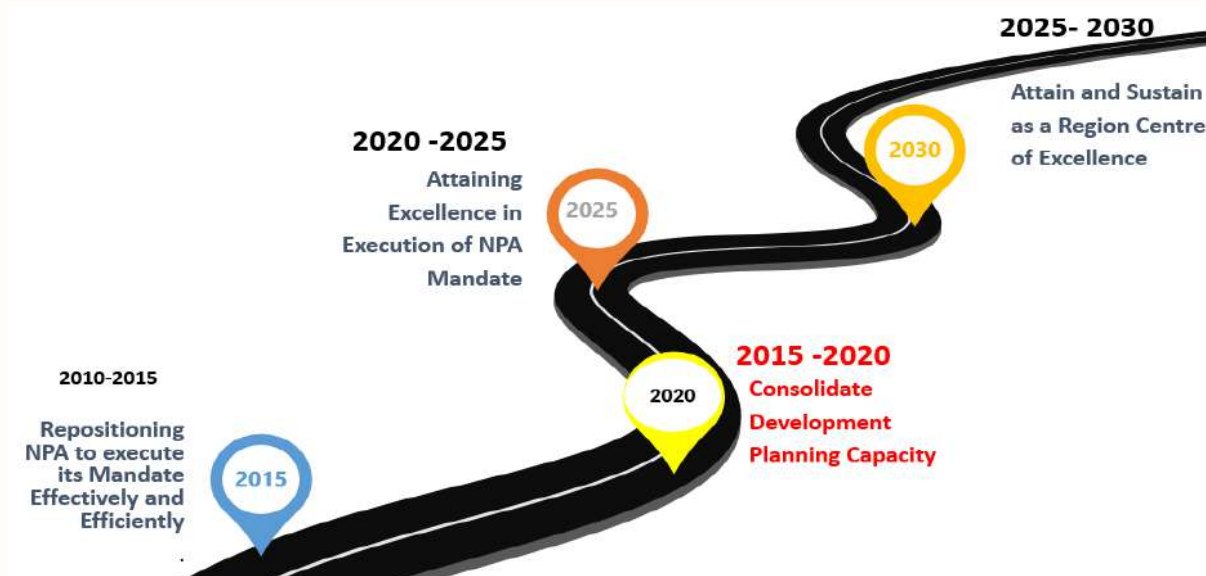 2025- 2030
Attain and Sustain
as a Region Centre
of Excellence
2030
2020 -2025
Attaining
Excellence in
Execution of NPA
Mandate
2025
2015 -2020
Consolidate
Development
Planning Capacity
2020
2010-2015
Repositioning
NPA to execute
its Mandate
Effectively and
Efficiently
.
2015